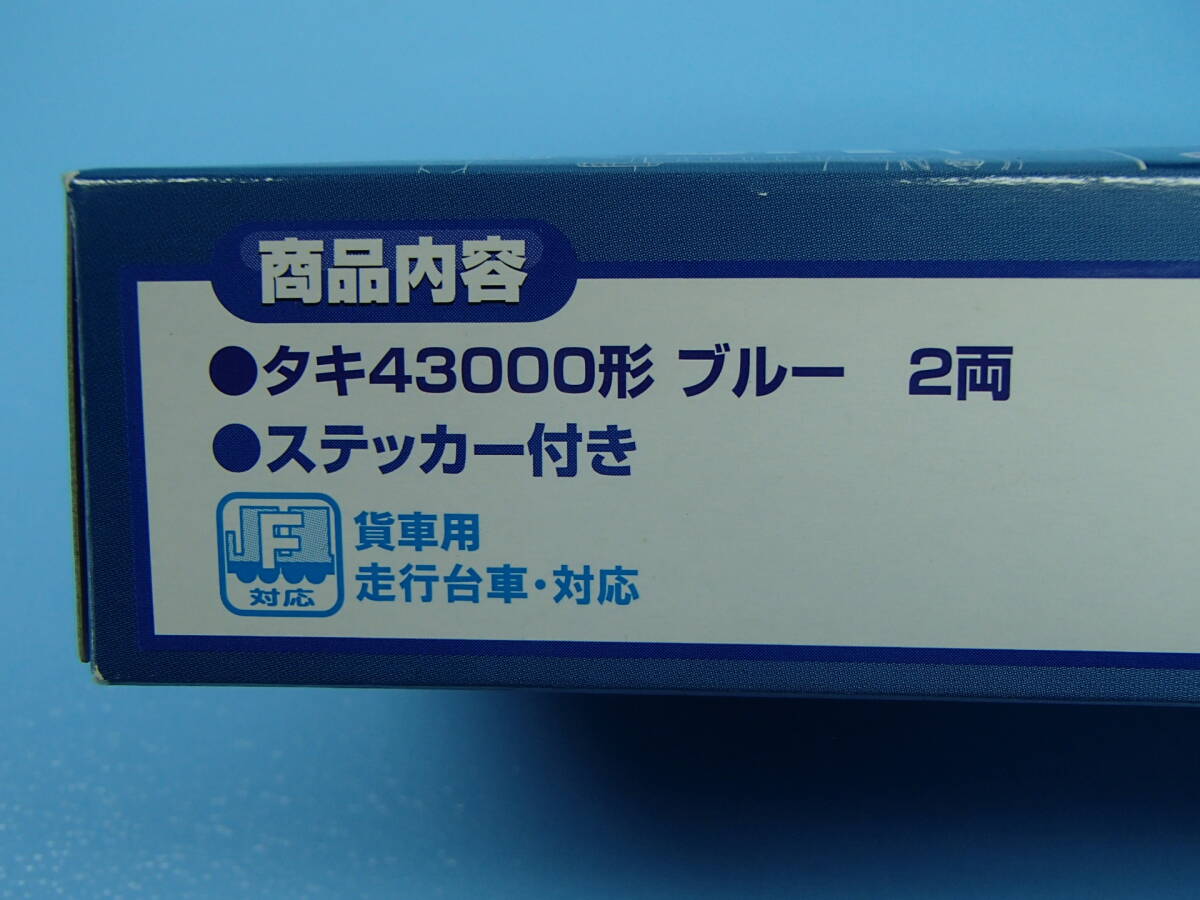 商品内容
●タキ43000形 ブルー　2両
●ステッカー付き
JF
対応
貨車用
走行台車・対応